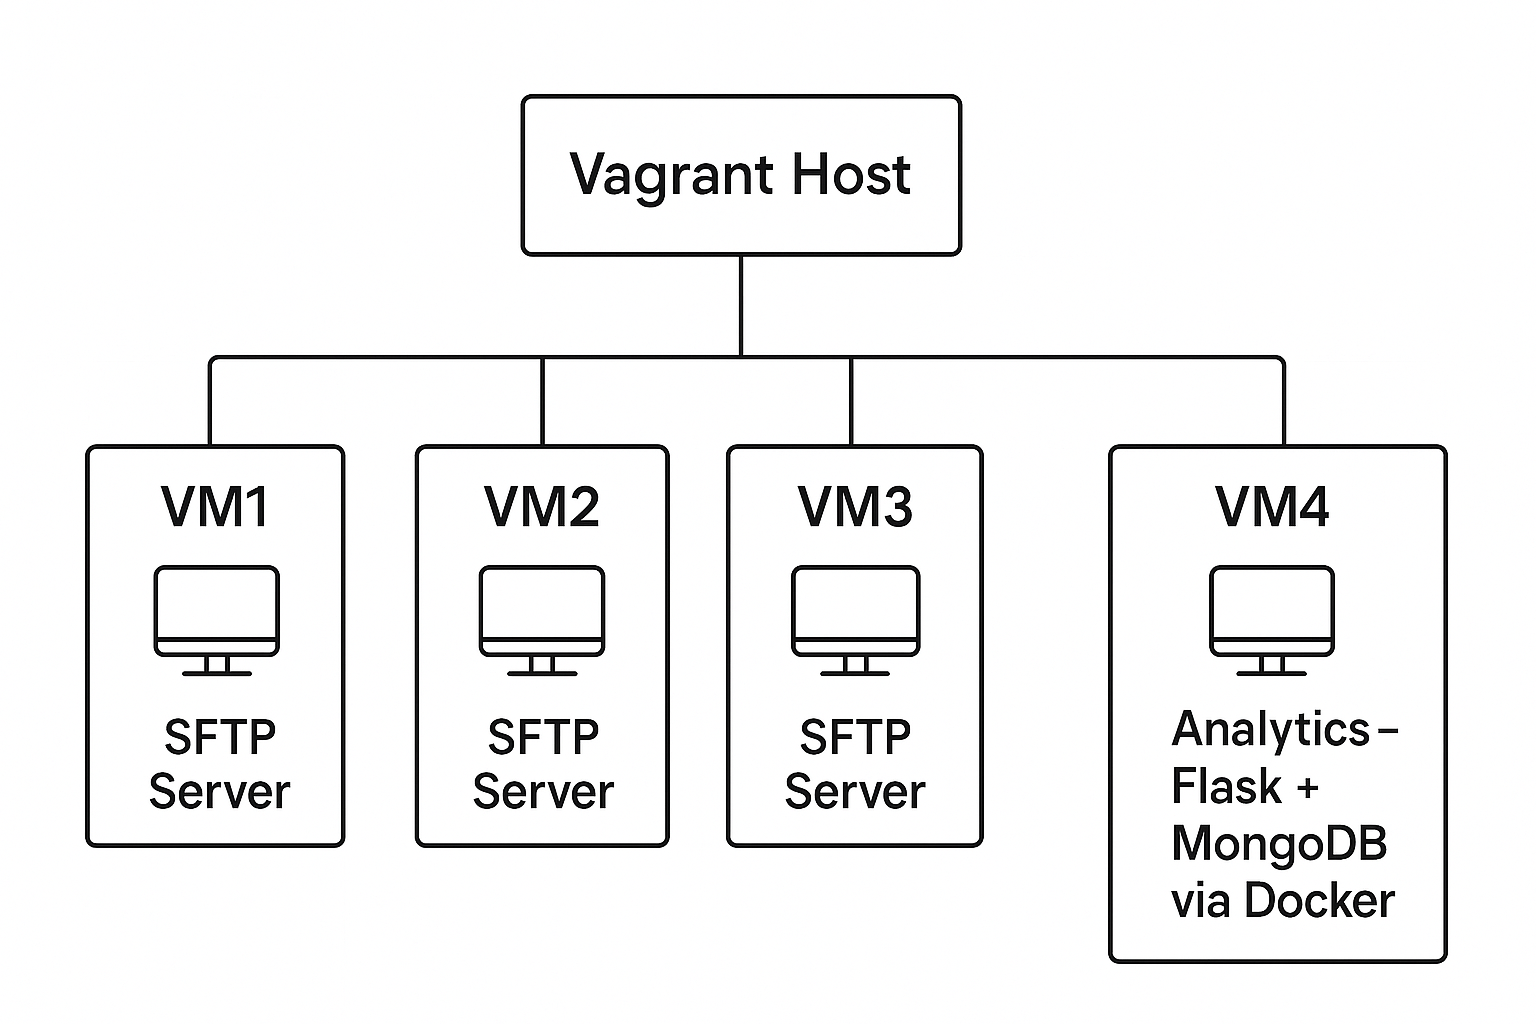 Vagrant Host
VM1
SFTP
Server
VM2
SFTP
Server
VM3
SFTP
Server
VM4
Analytics –
Flask +
MongoDB
via Docker